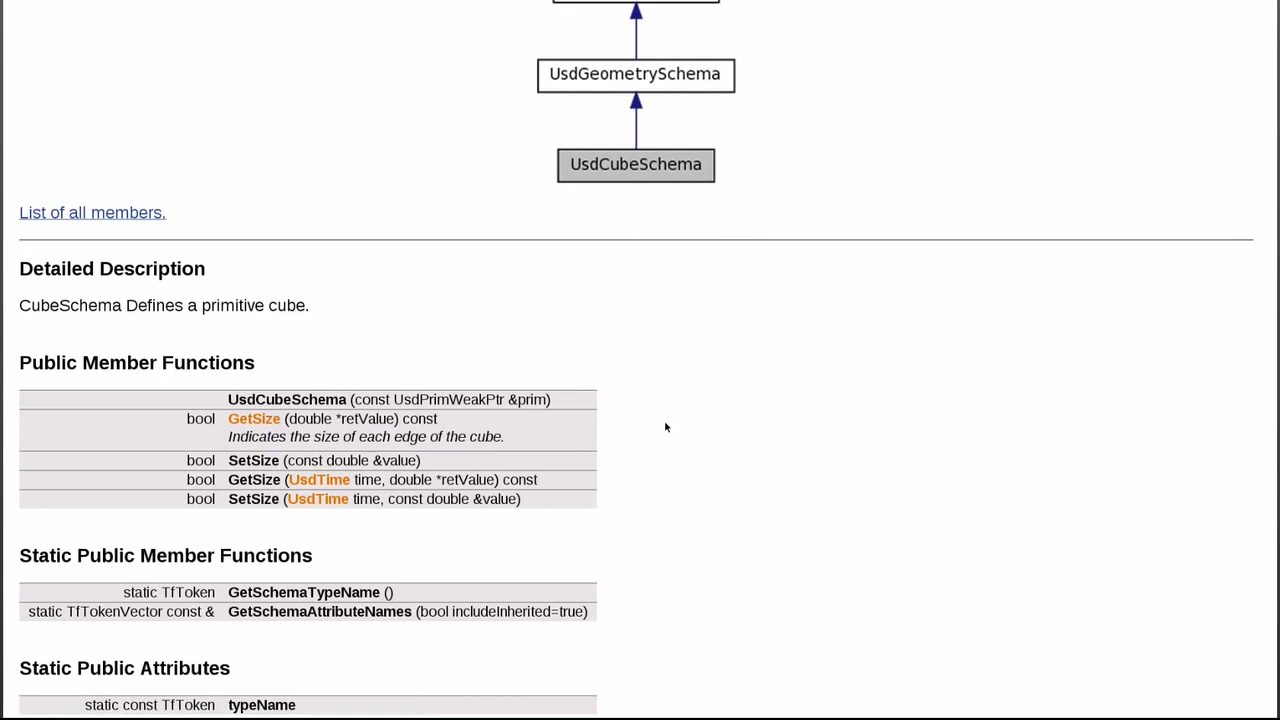 UsdGeometrySchema
UsdCubeSchema
List of all members.
Detailed Description
CubeSchema Defines a primitive cube.
Public Member Functions
UsdCubeSchema (const UsdPrimWeakPtr &prim)
bool GetSize (double *retValue) const
Indicates the size of each edge of the cube.
bool SetSize (const double &value)
bool GetSize (UsdTime time, double *retValue) const
bool SetSize (UsdTime time, const double &value)
Static Public Member Functions
static TfToken GetSchemaTypeName ()
static TfTokenVector const & GetSchemaAttributeNames (bool includeInherited=true)
Static Public Attributes
static const TfToken typeName